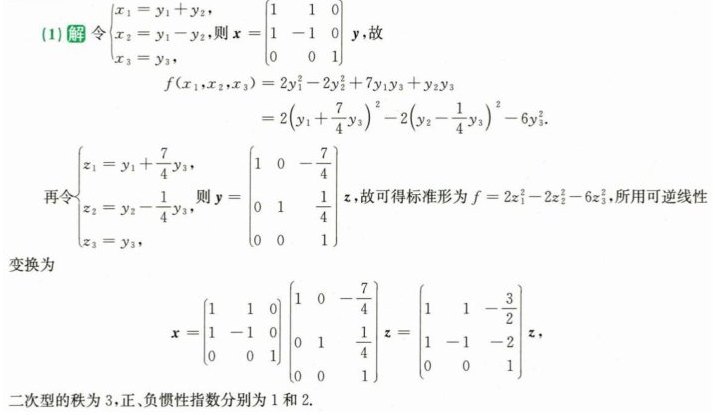 (1) 解 令 { x₁ = y₁ + y₂, x₂ = y₁ − y₂, x₃ = y₃, 则 x = [1 1 0; 1 −1 0; 0 0 1] y, 故
f(x₁,x₂,x₃) = 2y₁² − 2y₂² + 7y₁y₃ + y₂y₃
= 2(y₁ + 7/4 y₃)² − 2(y₂ − 1/4 y₃)² − 6y₃².
再令 { z₁ = y₁ + 7/4 y₃, z₂ = y₂ − 1/4 y₃, z₃ = y₃, 则 y = [1 0 −7/4; 0 1 1/4; 0 0 1] z, 故可得标准形为 f = 2z₁² − 2z₂² − 6z₃², 所用可逆线性
变换为
x = [1 1 0; 1 −1 0; 0 0 1] [1 0 −7/4; 0 1 1/4; 0 0 1] z = [1 1 −3/2; 1 −1 −2; 0 0 1] z,
二次型的秩为 3,正、负惯性指数分别为 1 和 2.